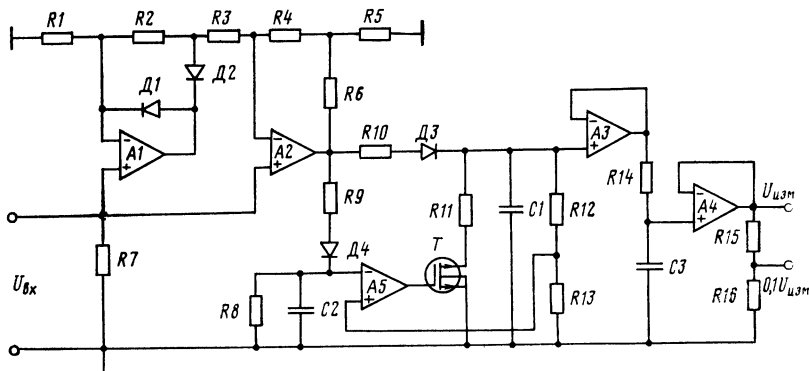 R1
R2
R3
R4
R5
Д1
Д2
R6
- A1 +
- A2 +
R10
Д3
- A3 +
R14
- A4 +
Uизм
R7
R9
R11
C1
R12
R15
Uвх
Д4
T
- A5 +
R8
C2
R13
C3
R16
0,1Uизм